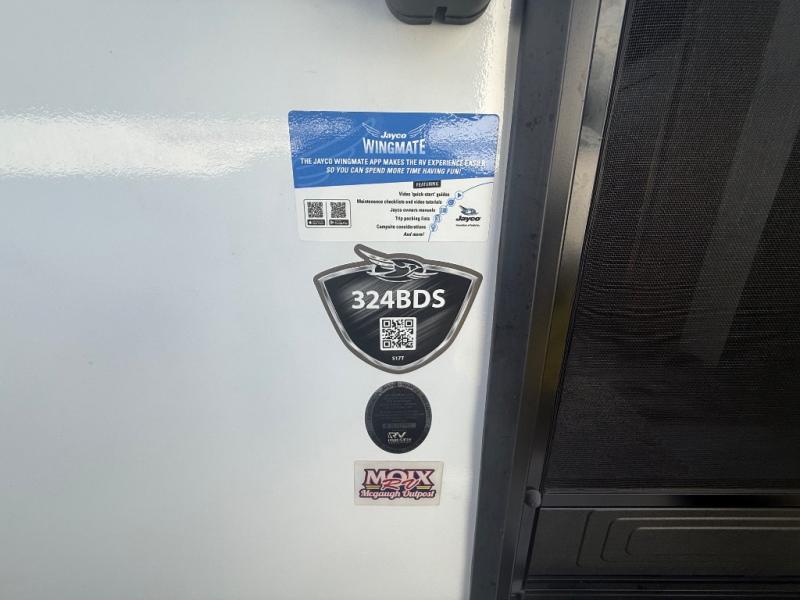 Jayco
WINGMATE
THE JAYCO WINGMATE APP MAKES THE RV EXPERIENCE EASIER
SO YOU CAN SPEND MORE TIME HAVING FUN!
FEATURING
Video 'quick start' guides
Maintenance checklists and video tutorials
Jayco owners manuals
Trip packing lists
Campsite considerations
And more!
Jayco
324BDS
517T
RV
MOIX
RV
Mcgaugh Outpost